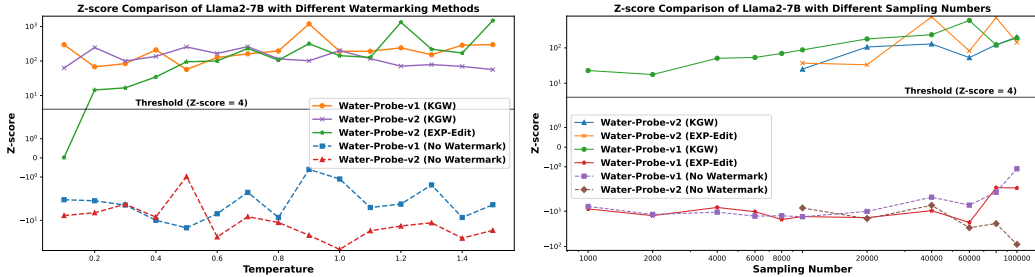 Z-score Comparison of Llama2-7B with Different Watermarking Methods
10³
10²
10¹
10⁰
0
−10⁰
−10¹
Z-score
Threshold (Z-score = 4)
Water-Probe-v1 (KGW)
Water-Probe-v2 (KGW)
Water-Probe-v2 (EXP-Edit)
Water-Probe-v1 (No Watermark)
Water-Probe-v2 (No Watermark)
0.2 0.4 0.6 0.8 1.0 1.2 1.4
Temperature
Z-score Comparison of Llama2-7B with Different Sampling Numbers
10²
10¹
10⁰
0
−10⁰
−10¹
−10²
Z-score
Threshold (Z-score = 4)
Water-Probe-v2 (KGW)
Water-Probe-v2 (EXP-Edit)
Water-Probe-v1 (KGW)
Water-Probe-v1 (EXP-Edit)
Water-Probe-v1 (No Watermark)
Water-Probe-v2 (No Watermark)
1000 2000 4000 6000 8000 20000 40000 60000 100000
Sampling Number